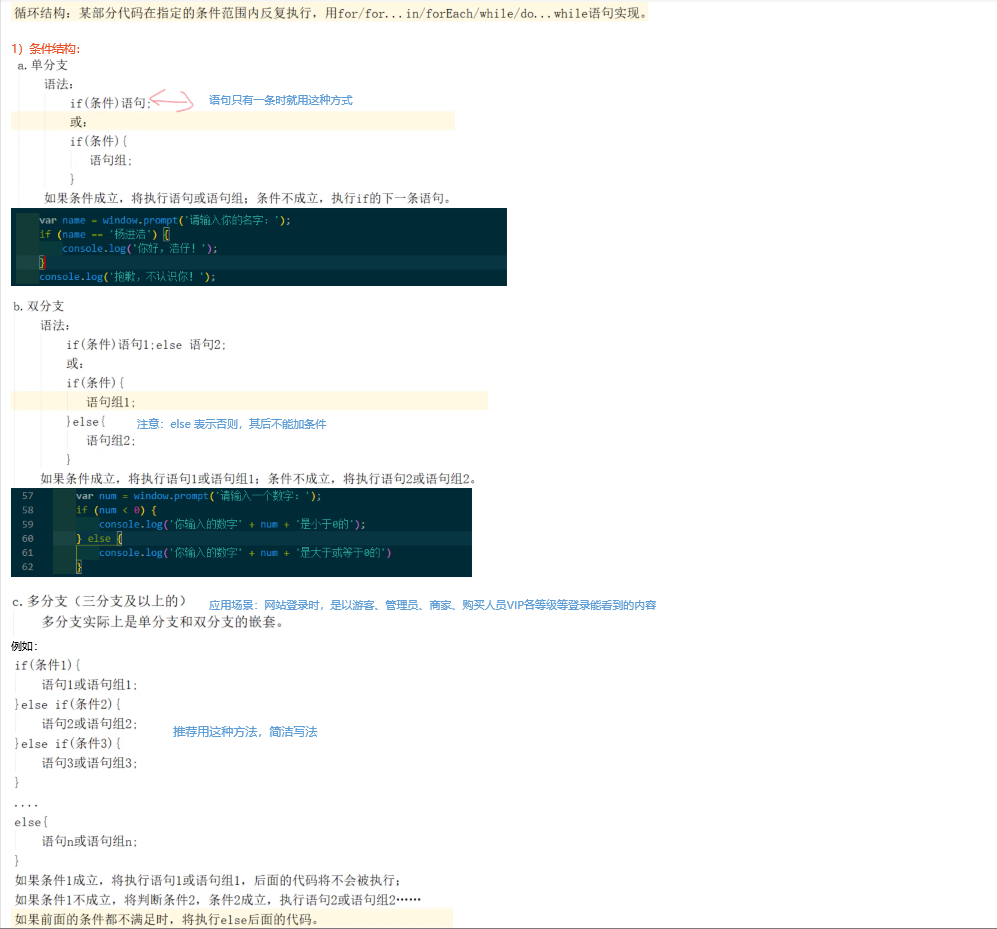 循环结构：某部分代码在指定的条件范围内反复执行，用for/for...in/forEach/while/do...while语句实现。
1）条件结构：
a.单分支
语法：
if(条件)语句; 语句只有一条时就用这种方式
或：
if(条件){
语句组;
}
如果条件成立，将执行语句或语句组；条件不成立，执行if的下一条语句。
var name = window.prompt('请输入你的名字：');
if (name == '杨进浩') {
console.log('你好，浩仔！');
}
console.log('抱歉，不认识你！');
b.双分支
语法：
if(条件)语句1;else 语句2;
或：
if(条件){
语句组1;
}else{ 注意：else 表示否则，其后不能加条件
语句组2;
}
如果条件成立，将执行语句1或语句组1；条件不成立，将执行语句2或语句组2。
57 var num = window.prompt('请输入一个数字：');
58 if (num < 0) {
59 console.log('你输入的数字' + num + '是小于0的');
60 } else {
61 console.log('你输入的数字' + num + '是大于或等于0的')
62 }
c.多分支（三分支及以上的） 应用场景：网站登录时，是以游客、管理员、商家、购买人员VIP各等级等登录能看到的内容
多分支实际上是单分支和双分支的嵌套。
例如：
if(条件1){
语句1或语句组1;
}else if(条件2){
语句2或语句组2;
推荐用这种方法，简洁写法
}else if(条件3){
语句3或语句组3;
}
....
else{
语句n或语句组n;
}
如果条件1成立，将执行语句1或语句组1，后面的代码将不会被执行；
如果条件1不成立，将判断条件2，条件2成立，执行语句2或语句组2……
如果前面的条件都不满足时，将执行else后面的代码。